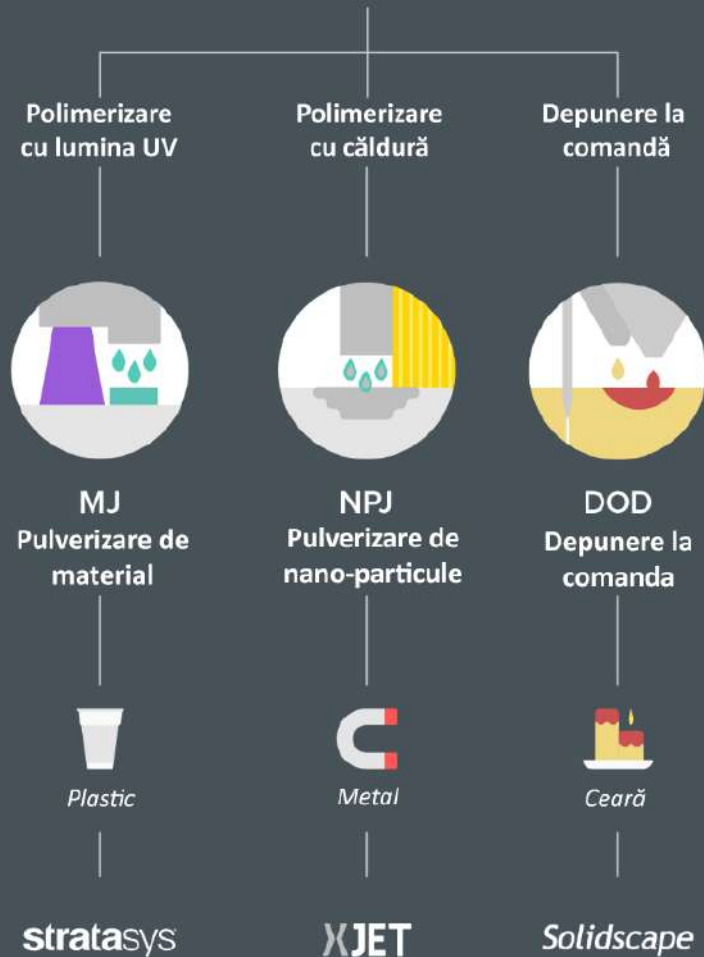 Polimerizare
cu lumina UV
Polimerizare
cu căldură
Depunere la
comandă
MJ
Pulverizare de
material
NPJ
Pulverizare de
nano-particule
DOD
Depunere la
comanda
Plastic
Metal
Ceară
stratasys
XJET
Solidscape